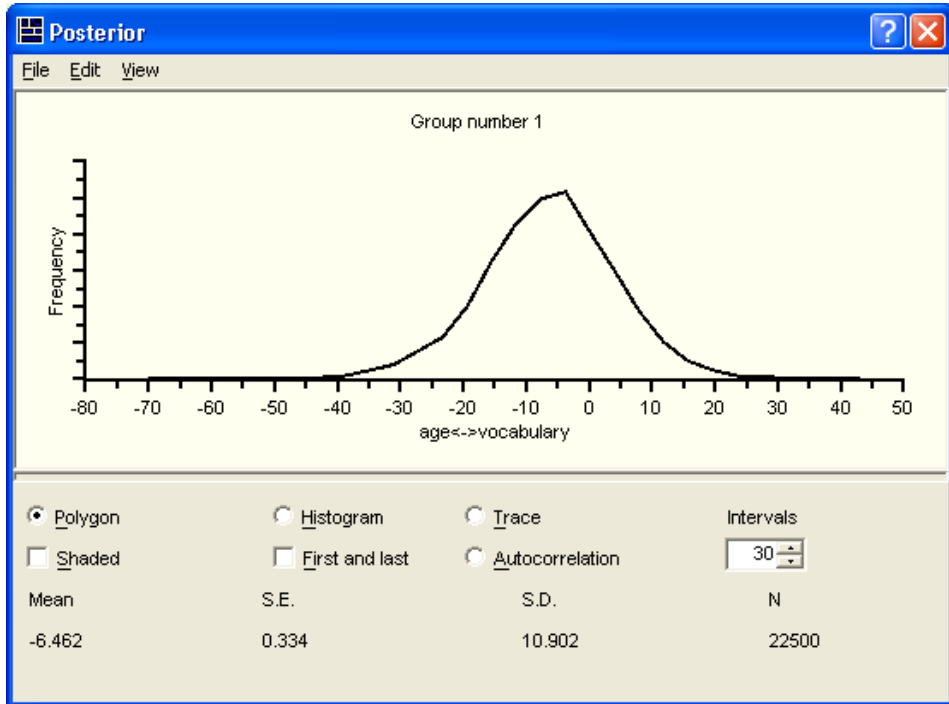 Posterior
File Edit View
Group number 1
Frequency
-80 -70 -60 -50 -40 -30 -20 -10 0 10 20 30 40 50
age<->vocabulary
Polygon Histogram Trace Intervals
Shaded First and last Autocorrelation 30
Mean S.E. S.D. N
-6.462 0.334 10.902 22500